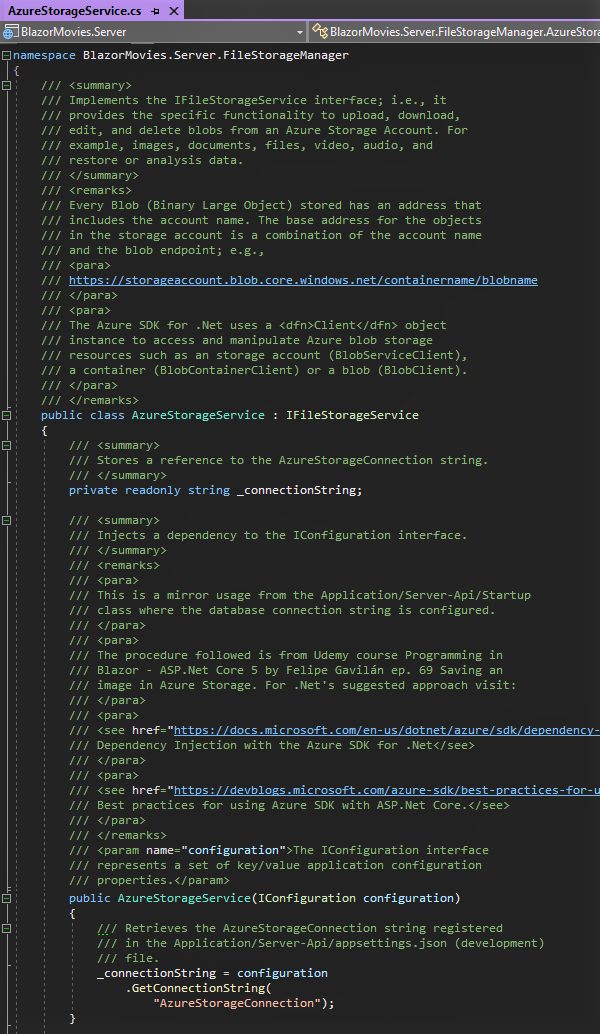 AzureStorageService.cs
BlazorMovies.Server
BlazorMovies.Server.FileStorageManager.AzureStora
namespace BlazorMovies.Server.FileStorageManager
{
/// <summary>
/// Implements the IFileStorageService interface; i.e., it
/// provides the specific functionality to upload, download,
/// edit, and delete blobs from an Azure Storage Account. For
/// example, images, documents, files, video, audio, and
/// restore or analysis data.
/// </summary>
/// <remarks>
/// Every Blob (Binary Large Object) stored has an address that
/// includes the account name. The base address for the objects
/// in the storage account is a combination of the account name
/// and the blob endpoint; e.g.,
/// <para>
/// https://storageaccount.blob.core.windows.net/containername/blobname
/// </para>
/// <para>
/// The Azure SDK for .Net uses a <dfn>Client</dfn> object
/// instance to access and manipulate Azure blob storage
/// resources such as an storage account (BlobServiceClient),
/// a container (BlobContainerClient) or a blob (BlobClient).
/// </para>
/// </remarks>
public class AzureStorageService : IFileStorageService
{
/// <summary>
/// Stores a reference to the AzureStorageConnection string.
/// </summary>
private readonly string _connectionString;
/// <summary>
/// Injects a dependency to the IConfiguration interface.
/// </summary>
/// <remarks>
/// <para>
/// This is a mirror usage from the Application/Server-Api/Startup
/// class where the database connection string is configured.
/// </para>
/// <para>
/// The procedure followed is from Udemy course Programming in
/// Blazor - ASP.Net Core 5 by Felipe Gavilán ep. 69 Saving an
/// image in Azure Storage. For .Net's suggested approach visit:
/// </para>
/// <para>
/// <see href="https://docs.microsoft.com/en-us/dotnet/azure/sdk/dependency-
/// Dependency Injection with the Azure SDK for .Net</see>
/// </para>
/// <para>
/// <see href="https://devblogs.microsoft.com/azure-sdk/best-practices-for-u
/// Best practices for using Azure SDK with ASP.Net Core.</see>
/// </para>
/// </remarks>
/// <param name="configuration">The IConfiguration interface
/// represents a set of key/value application configuration
/// properties.</param>
public AzureStorageService(IConfiguration configuration)
{
/// Retrieves the AzureStorageConnection string registered
/// in the Application/Server-Api/appsettings.json (development)
/// file.
_connectionString = configuration
.GetConnectionString(
"AzureStorageConnection");
}